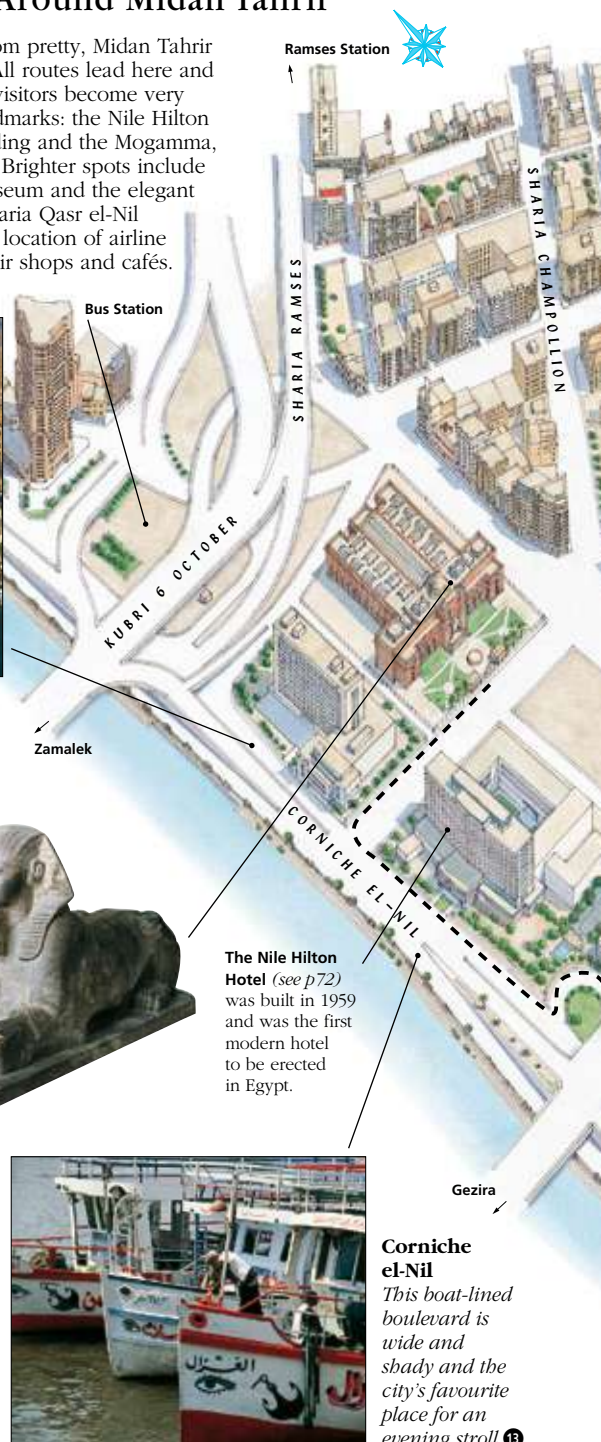 Around Midan Tahrir
om pretty, Midan Tahrir
All routes lead here and
visitors become very
dmarks: the Nile Hilton
ding and the Mogamma,
Brighter spots include
seum and the elegant
aria Qasr el-Nil
location of airline
ir shops and cafés.
Ramses Station
SHARIA CHAMPOLLION
SHARIA RAMSES
Bus Station
KUBRI 6 OCTOBER
Zamalek
CORNICHE EL-NIL
The Nile Hilton
Hotel (see p72)
was built in 1959
and was the first
modern hotel
to be erected
in Egypt.
Gezira
Corniche
el-Nil
This boat-lined
boulevard is
wide and
shady and the
city's favourite
place for an
evening stroll 13
الغزال